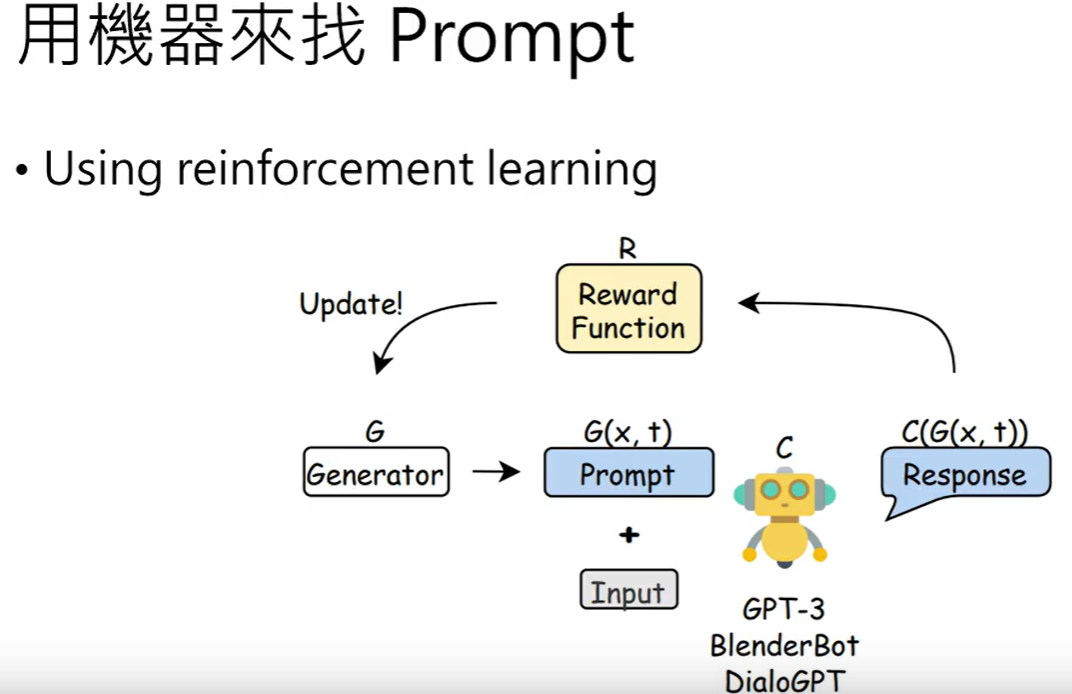 用機器來找 Prompt
• Using reinforcement learning
R
Reward
Function
Update!
G
Generator
G(x, t)
Prompt
+
Input
C
GPT-3
BlenderBot
DialoGPT
C(G(x, t))
Response